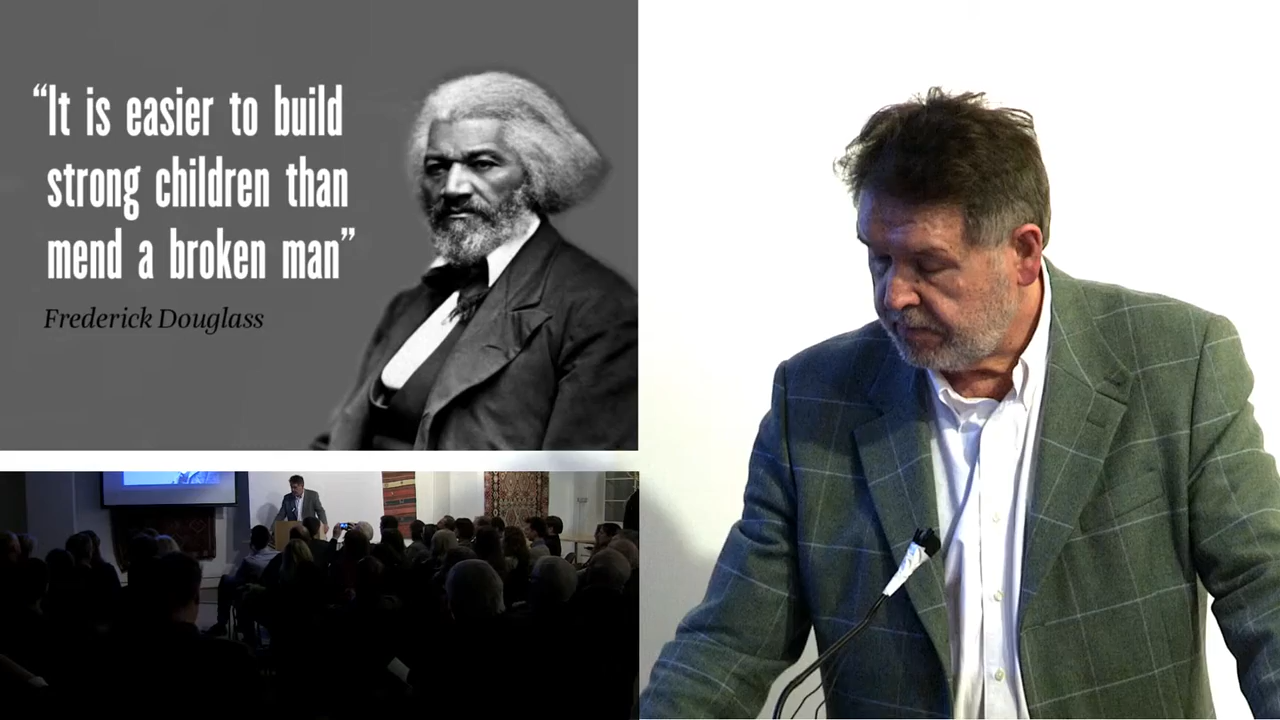 “It is easier to build
strong children than
mend a broken man”
Frederick Douglass